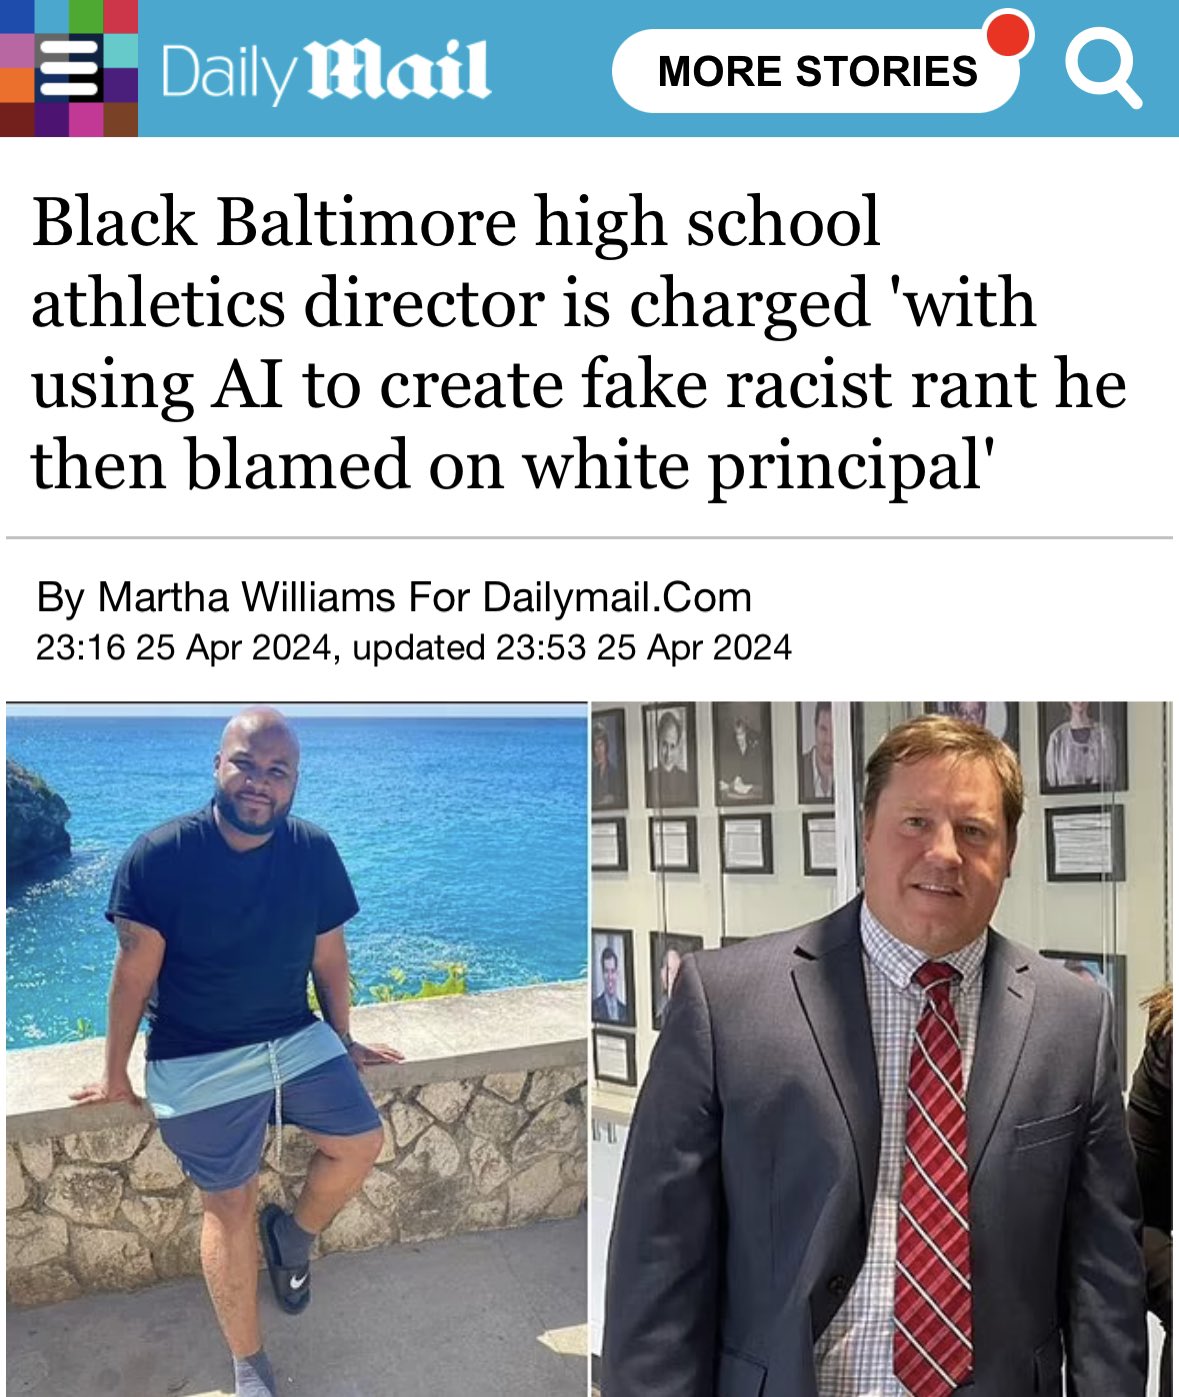 Daily Mail
MORE STORIES
Black Baltimore high school
athletics director is charged 'with
using AI to create fake racist rant he
then blamed on white principal'
By Martha Williams For Dailymail.Com
23:16 25 Apr 2024, updated 23:53 25 Apr 2024